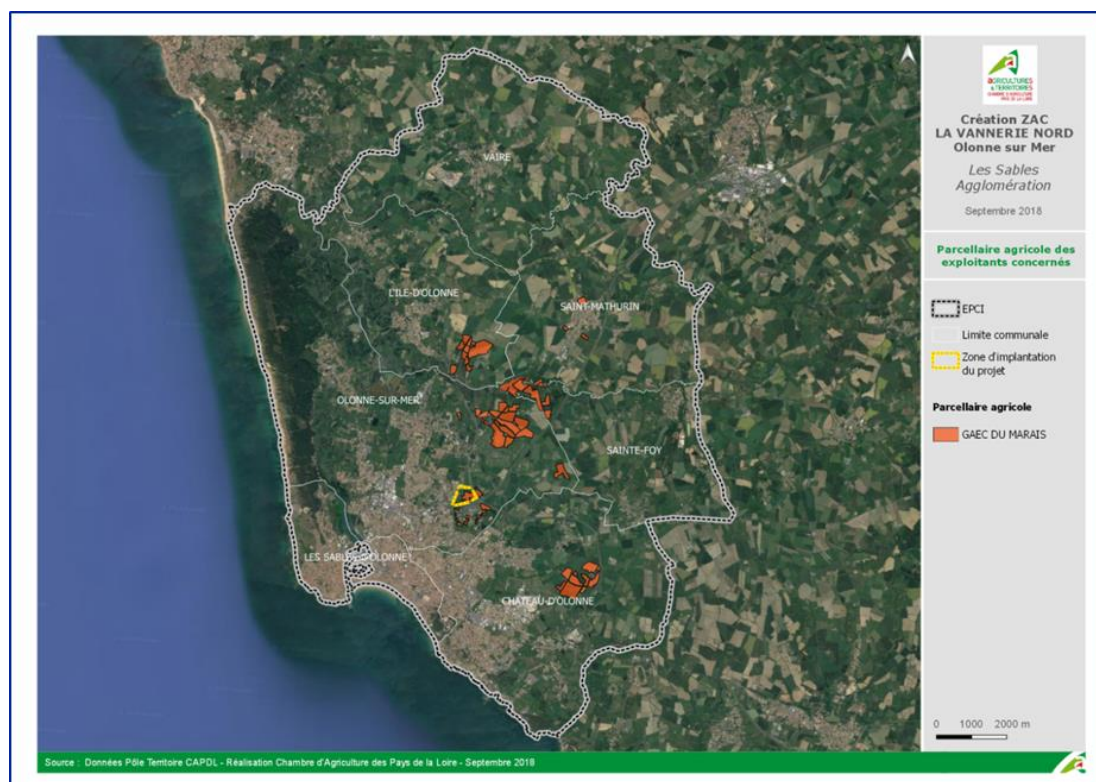 VAIRE
L'ILE-D'OLONNE
SAINT-MATHURIN
OLONNE-SUR-MER
SAINTE-FOY
LES SABLES-D'OLONNE
CHATEAU-D'OLONNE
AGRICULTURES
& TERRITOIRES
CHAMBRE D'AGRICULTURE
PAYS DE LA LOIRE
Création ZAC
LA VANNERIE NORD
Olonne sur Mer
Les Sables
Agglomération
Septembre 2018
Parcellaire agricole des
exploitants concernés
EPCI
Limite communale
Zone d'implantation
du projet
Parcellaire agricole
GAEC DU MARAIS
0 1000 2000 m
Source : Données Pôle Territoire CAPDL - Réalisation Chambre d'Agriculture des Pays de la Loire - Septembre 2018